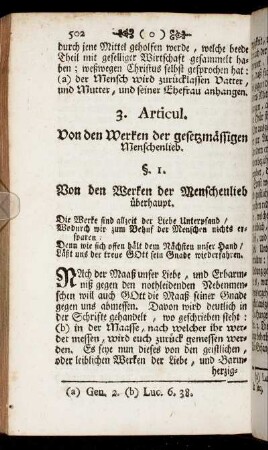 502 ( o )
durch jene Mittel geholfen werde, welche beede
Theil mit geselliger Wirtschaft gesammelt ha-
ben; weßwegen Christus selbst gesprochen hat:
(a) der Mensch wird zurücklassen Vatter,
und Mutter, und seiner Ehefrau anhangen.
3. Articul.
Von den Werken der gesetzmässigen
Menschenlieb.
§. 1.
Von den Werken der Menschenlieb
überhaupt.
Die Werke sind allzeit der Liebe Unterpfand/
Wodurch wir zum Behuf der Menschen nichts er-
sparen:
Denn wie sich offen hält dem Nächsten unser Hand/
Läßt uns der treue GOtt sein Gnade wiederfahren.
NAch der Maaß unser Liebe, und Erbarm-
niß gegen den nothleidenden Nebenmen-
schen will auch GOtt die Maaß seiner Gnade
gegen uns abmessen. Davon wird deutlich in
der Schrifte gehandelt, wo geschrieben steht:
(b) in der Maasse, nach welcher ihr wer-
det messen, wird euch zurück gemessen wer-
den. Es seye nun dieses von den geistlichen,
oder leiblichen Werken der Liebe, und Barm-
herzig-
(a) Gen. 2. (b) Luc. 6. 38.